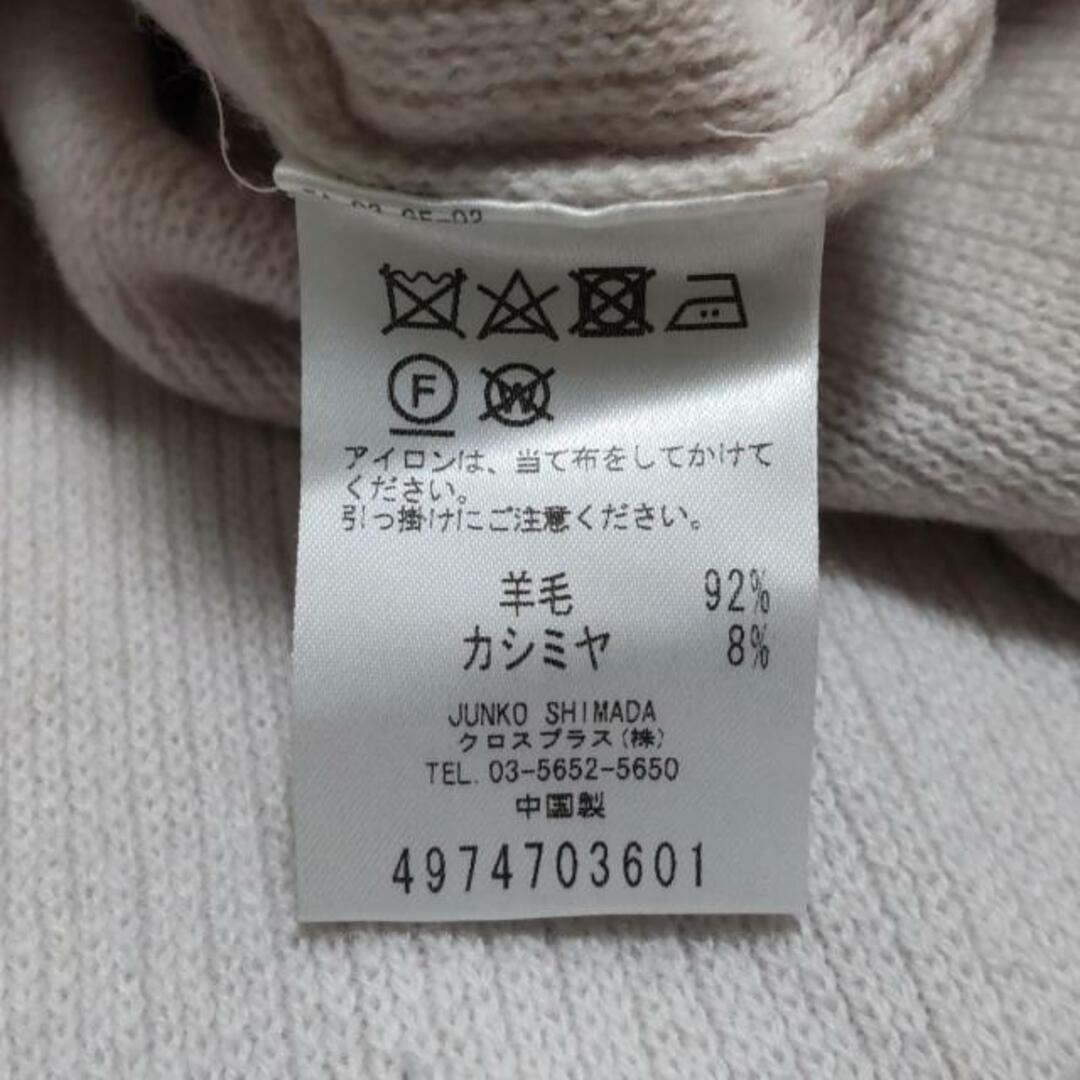 F W
アイロンは、当て布をしてかけて
ください。
引っ掛けにご注意ください。
羊毛 92%
カシミヤ 8%
JUNKO SHIMADA
クロスプラス(株)
TEL. 03-5652-5650
中国製
4974703601